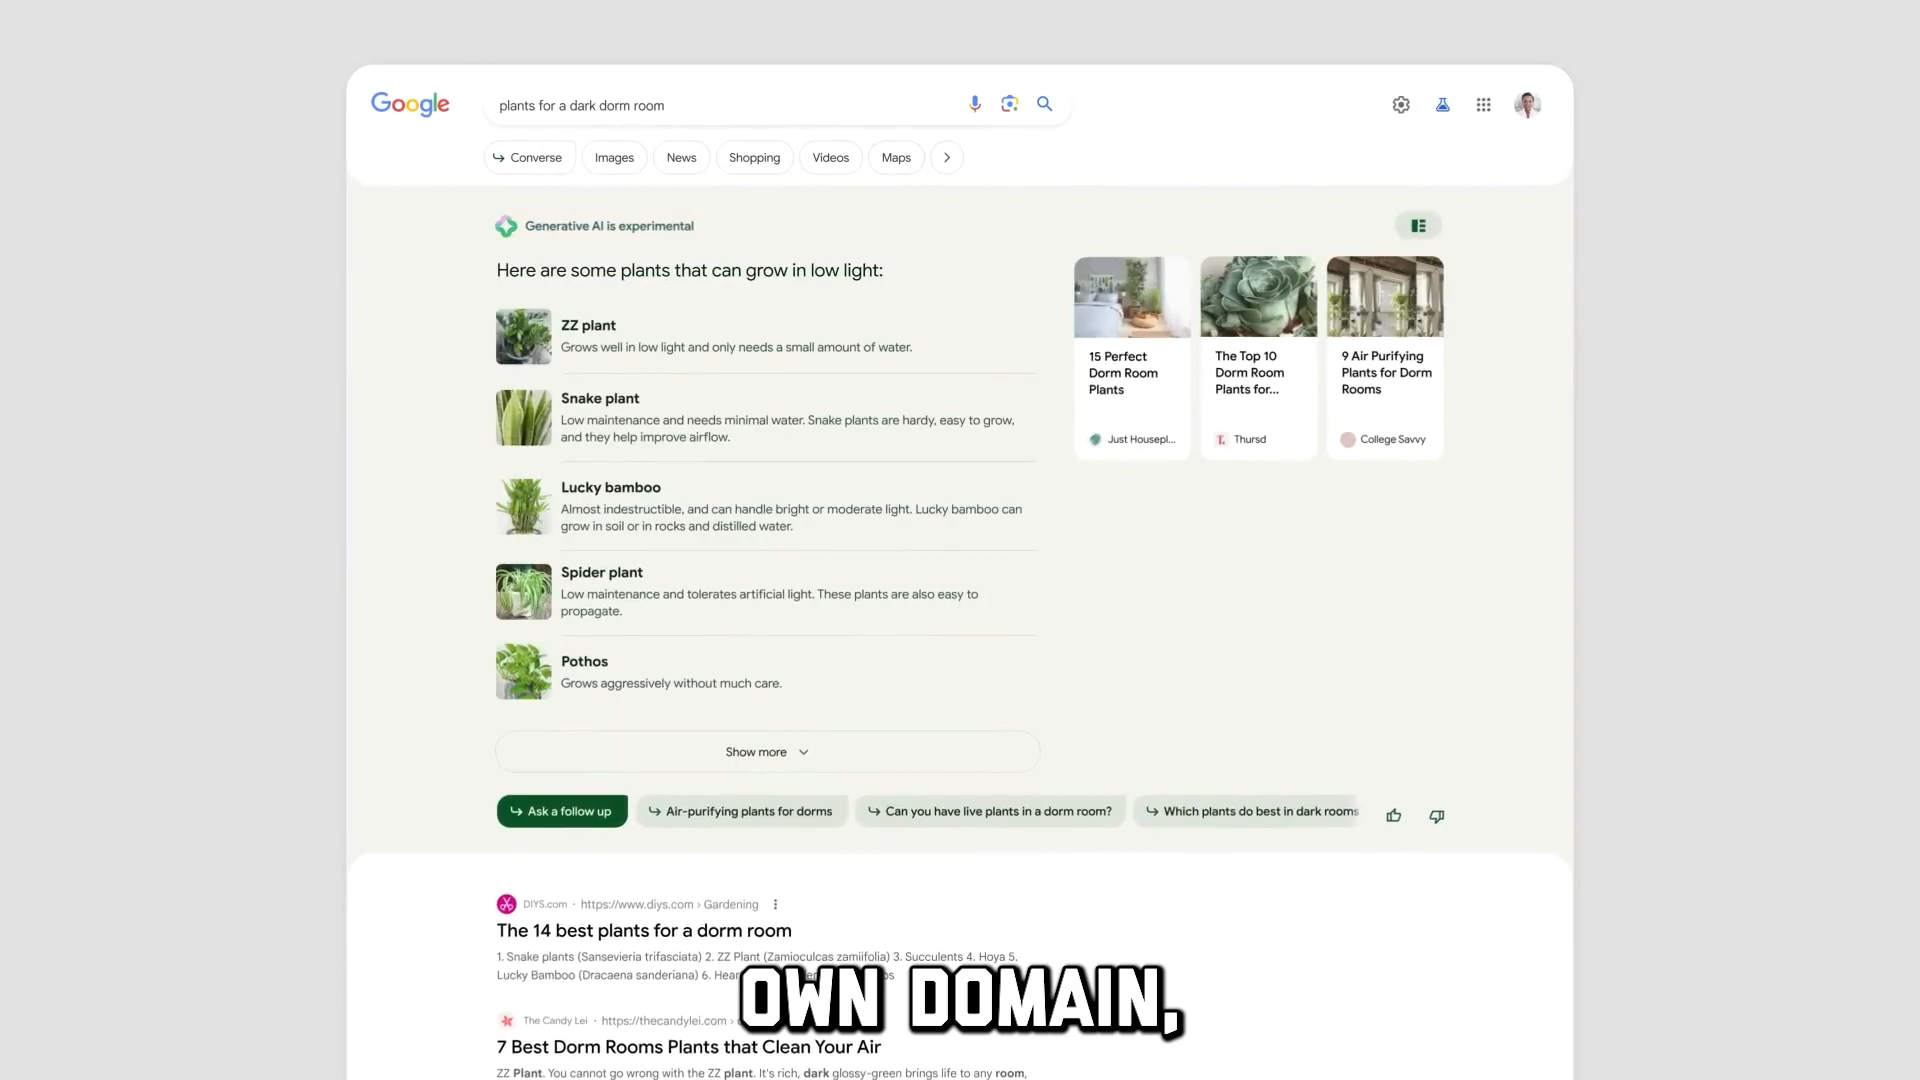 Google
plants for a dark dorm room
Converse
Images
News
Shopping
Videos
Maps
Generative AI is experimental
Here are some plants that can grow in low light:
ZZ plant
Grows well in low light and only needs a small amount of water.
Snake plant
Low maintenance and needs minimal water. Snake plants are hardy, easy to grow,
and they help improve airflow.
Lucky bamboo
Almost indestructible, and can handle bright or moderate light. Lucky bamboo can
grow in soil or in rocks and distilled water.
Spider plant
Low maintenance and tolerates artificial light. These plants are also easy to
propagate.
Pothos
Grows aggressively without much care.
15 Perfect
Dorm Room
Plants
Just Housepl...
The Top 10
Dorm Room
Plants for...
T.
Thursd
9 Air Purifying
Plants for Dorm
Rooms
College Savvy
Show more
Ask a follow up
Air-purifying plants for dorms
Can you have live plants in a dorm room?
Which plants do best in dark rooms
DIYS.com · https://www.diys.com › Gardening
The 14 best plants for a dorm room
1. Snake plants (Sansevieria trifasciata) 2. ZZ Plant (Zamioculcas zamiifolia) 3. Succulents 4. Hoya 5.
Lucky Bamboo (Dracaena sanderiana) 6.
OWN DOMAIN,
The Candy Lei · https://thecandylei.com ›
7 Best Dorm Rooms Plants that Clean Your Air
ZZ Plant. You cannot go wrong with the ZZ plant. It's rich, dark glossy-green brings life to any room,